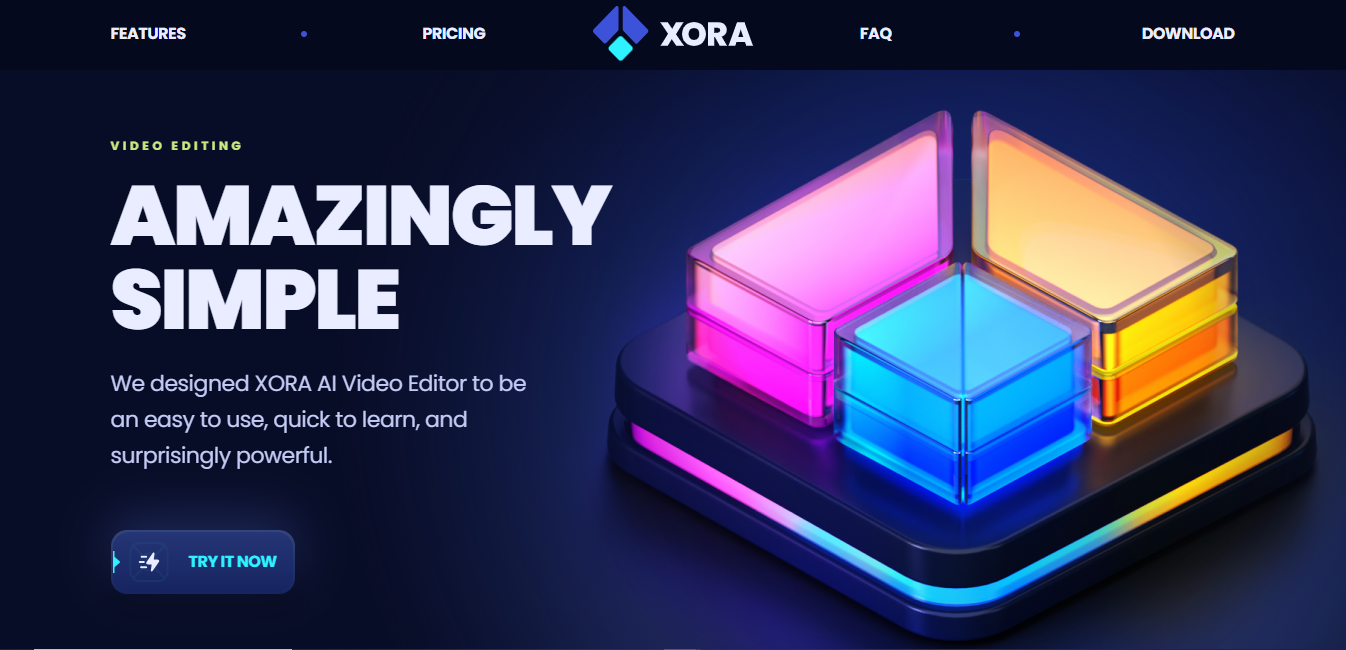 FEATURES
PRICING
XORA
FAQ
DOWNLOAD
VIDEO EDITING
AMAZINGLY
SIMPLE
We designed XORA AI Video Editor to be
an easy to use, quick to learn, and
surprisingly powerful.
TRY IT NOW